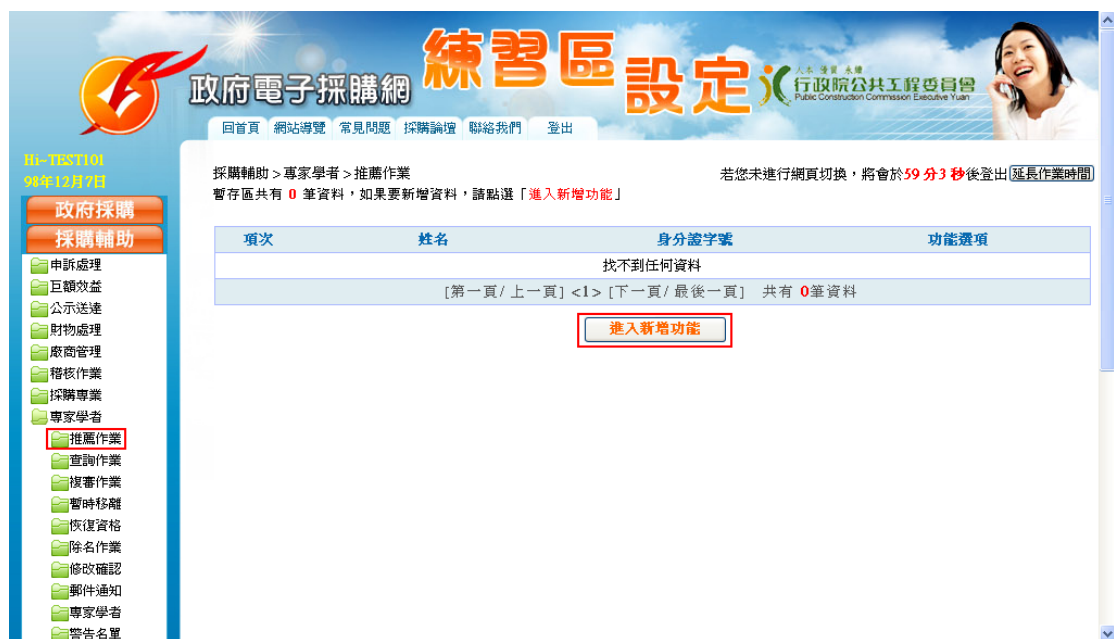 政府電子採購網 練習區設定
人本 優質 永續
行政院公共工程委員會
Public Construction Commission Executive Yuan
回首頁 網站導覽 常見問題 採購論壇 聯絡我們 登出
Hi~TEST101
98年12月7日
政府採購
採購輔助
申訴處理
巨額效益
公示送達
財物處理
廠商管理
稽核作業
採購專業
專家學者
推薦作業
查詢作業
複審作業
暫時移離
恢復資格
除名作業
修改確認
郵件通知
專家學者
警告名單
採購輔助 > 專家學者 > 推薦作業
若您未進行網頁切換,將會於59 分3 秒後登出 延長作業時間
暫存區共有 0 筆資料,如果要新增資料,請點選「進入新增功能」
項次 姓名 身分證字號 功能選項
找不到任何資料
[第一頁/ 上一頁] <1> [下一頁/ 最後一頁] 共有 0筆資料
進入新增功能